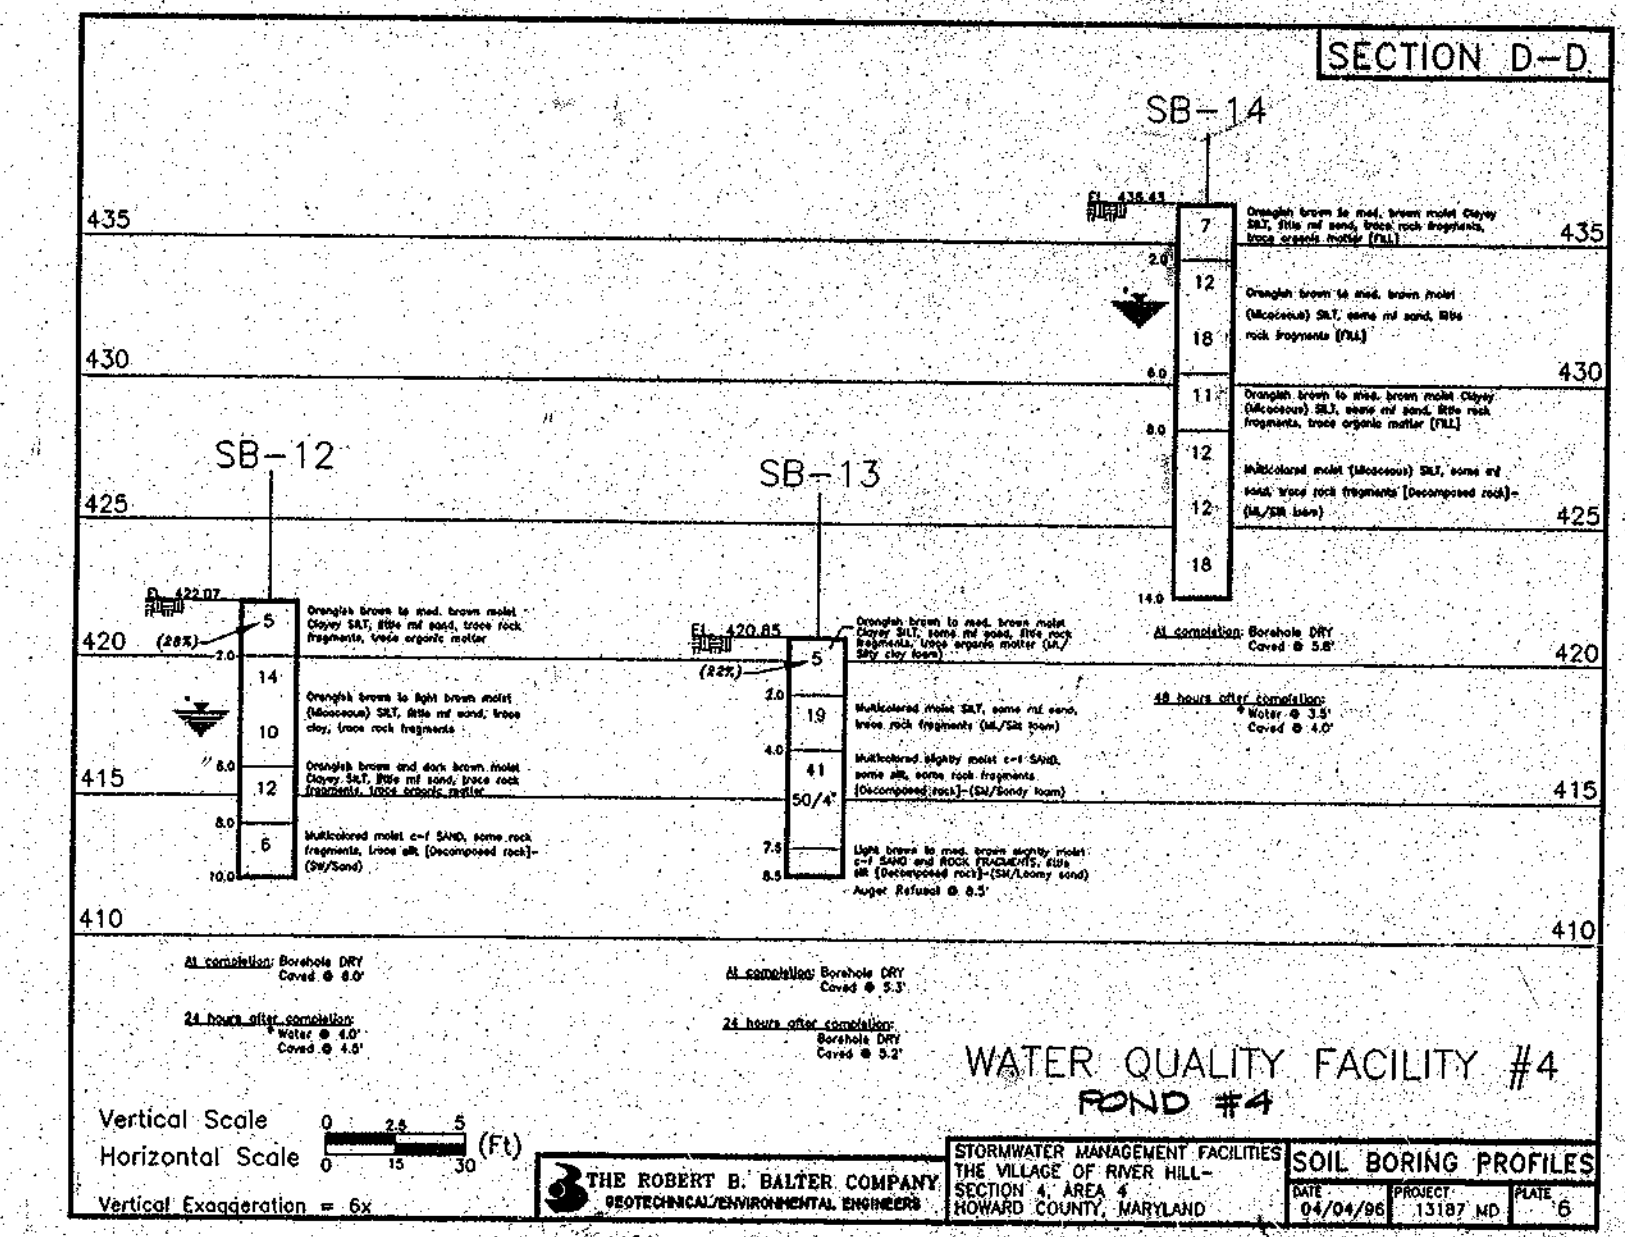 SECTION D-D
SB-14
EL. 436.43
435
435
7
Orangish brown to med. brown moist Clayey
SILT, little mf sand, trace rock fragments,
trace organic matter [FILL]
2.0
12
Orangish brown to med. brown moist
(Micaceous) SILT, some mf sand, little
rock fragments [FILL]
18
430
430
6.0
11
Orangish brown to med. brown moist Clayey
(Micaceous) SILT, some mf sand, little rock
fragments, trace organic matter [FILL]
8.0
12
Multicolored moist (Micaceous) SILT, some mf
sand, trace rock fragments [Decomposed rock]-
(ML/Silt loam)
12
18
14.0
425
425
SB-12
EL. 422.07
5
(28%)
Orangish brown to med. brown moist
Clayey SILT, little mf sand, trace rock
fragments, trace organic matter
420
420
2.0
14
Orangish brown to light brown moist
(Micaceous) SILT, little mf sand, trace
clay, trace rock fragments
10
6.0
12
Orangish brown and dark brown moist
Clayey SILT, little mf sand, trace rock
fragments, trace organic matter
415
415
8.0
6
Multicolored moist c-f SAND, some rock
fragments, trace silt [Decomposed rock]-
(SW/Sand)
10.0
SB-13
EL. 420.85
5
(22%)
Orangish brown to med. brown moist
Clayey SILT, some mf sand, little rock
fragments, trace organic matter (ML/
Silty clay loam)
2.0
19
Multicolored moist SILT, some mf sand,
trace rock fragments (ML/Silt loam)
4.0
41
Multicolored slightly moist c-f SAND,
some silt, some rock fragments
[Decomposed rock]-(SM/Sandy loam)
50/4"
7.5
Light brown to med. brown slightly moist
c-f SAND and ROCK FRAGMENTS, little
silt [Decomposed rock]-(SM/Loamy sand)
8.5
Auger Refusal @ 8.5'
At completion: Borehole DRY
Caved @ 5.8'
48 hours after completion:
* Water @ 3.5'
Caved @ 4.0'
410
410
At completion: Borehole DRY
Caved @ 6.0'
24 hours after completion:
* Water @ 4.0'
Caved @ 4.5'
At completion: Borehole DRY
Caved @ 5.3'
24 hours after completion:
Borehole DRY
Caved @ 5.2'
WATER QUALITY FACILITY #4
POND #4
Vertical Scale 0 2.5 5
(Ft)
Horizontal Scale 0 15 30
Vertical Exaggeration = 6x
THE ROBERT B. BALTER COMPANY
GEOTECHNICAL/ENVIRONMENTAL ENGINEERS
STORMWATER MANAGEMENT FACILITIES
THE VILLAGE OF RIVER HILL-
SECTION 4, AREA 4
HOWARD COUNTY, MARYLAND
SOIL BORING PROFILES
DATE
04/04/96
PROJECT
13187 MD
PLATE
6